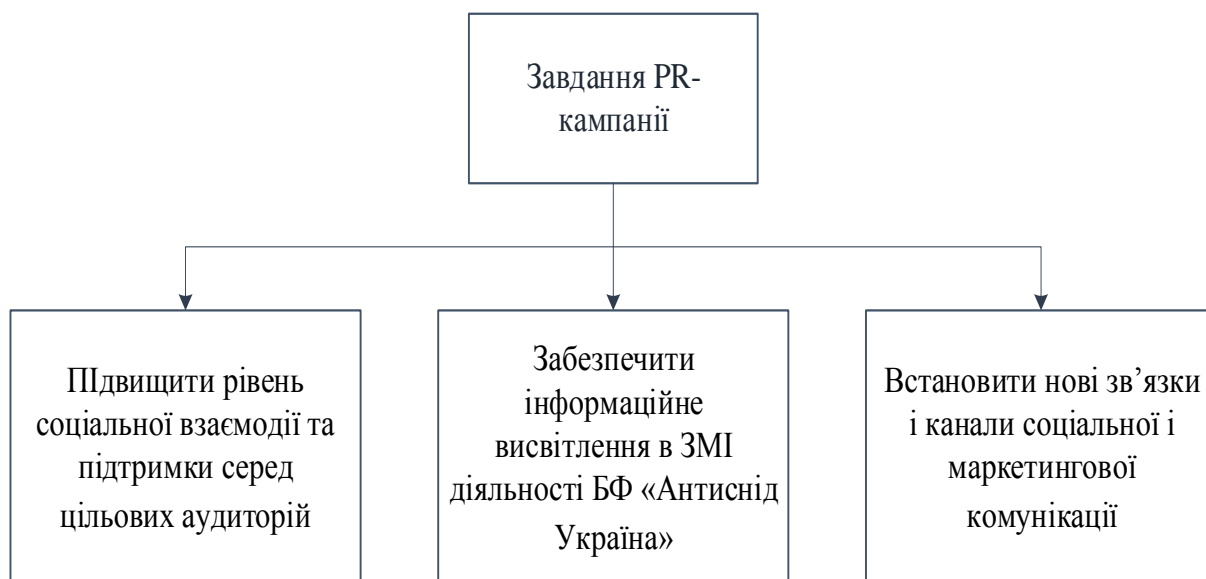 Завдання PR-
кампанії
ПІдвищити рівень
соціальної взаємодії та
підтримки серед
цільових аудиторій
Забезпечити
інформаційне
висвітлення в ЗМІ
діяльності БФ «Антиснід
Україна»
Встановити нові зв’язки
і канали соціальної і
маркетингової
комунікації